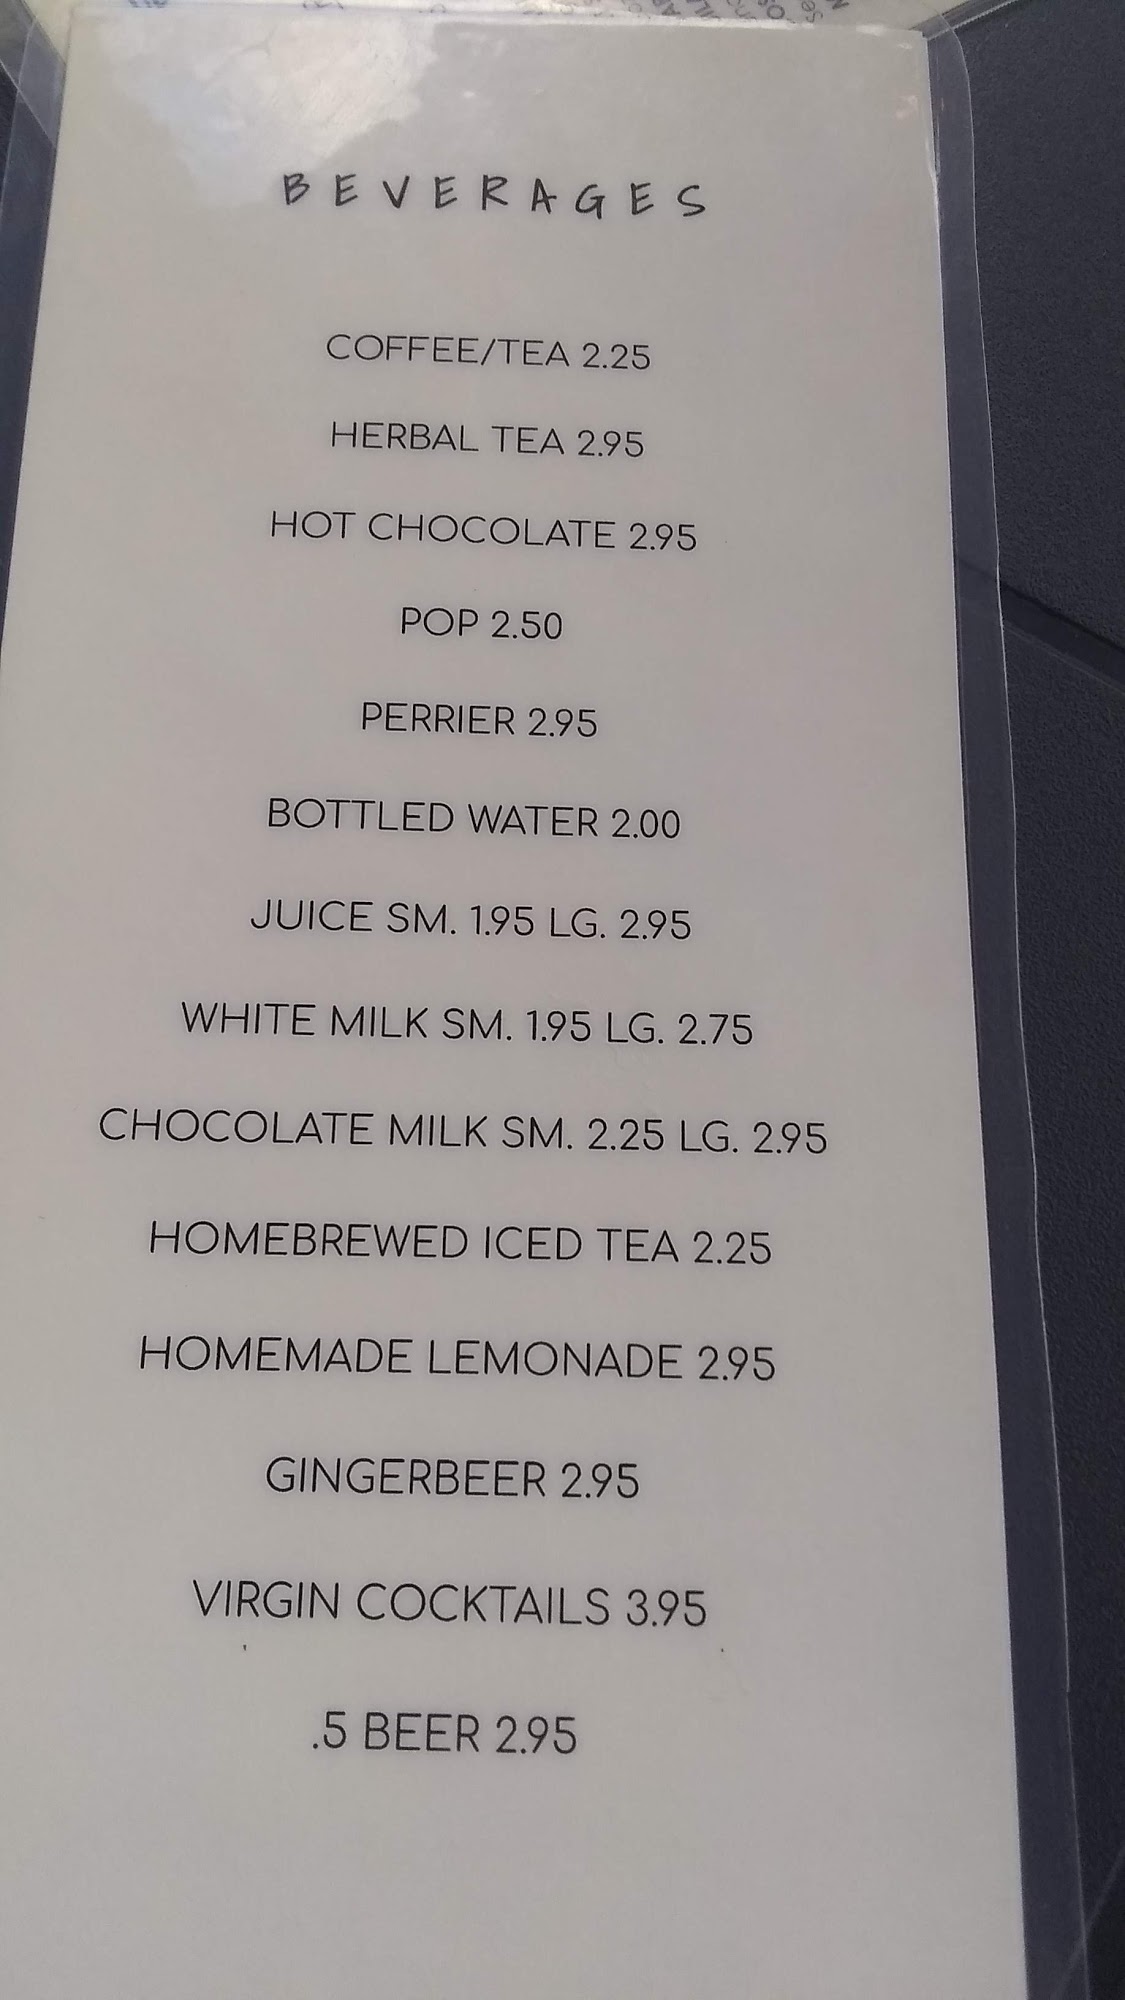 BEVERAGES
COFFEE/TEA 2.25
HERBAL TEA 2.95
HOT CHOCOLATE 2.95
POP 2.50
PERRIER 2.95
BOTTLED WATER 2.00
JUICE SM. 1.95 LG. 2.95
WHITE MILK SM. 1.95 LG. 2.75
CHOCOLATE MILK SM. 2.25 LG. 2.95
HOMEBREWED ICED TEA 2.25
HOMEMADE LEMONADE 2.95
GINGERBEER 2.95
VIRGIN COCKTAILS 3.95
.5 BEER 2.95